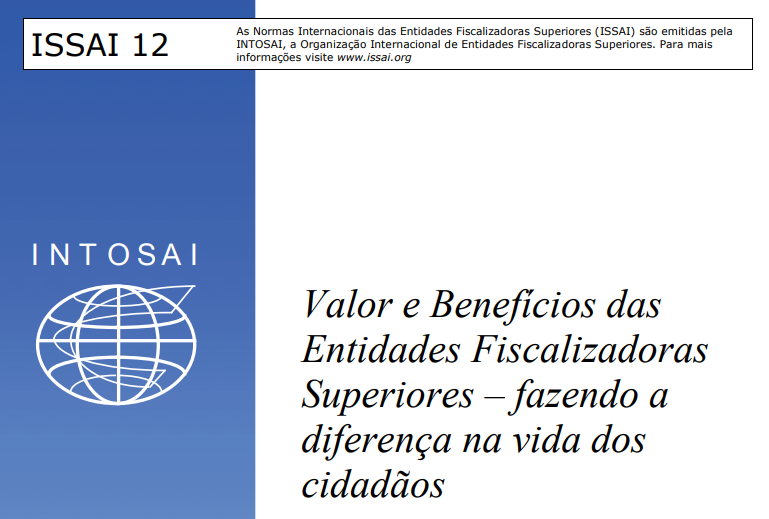 ISSAI 12
As Normas Internacionais das Entidades Fiscalizadoras Superiores (ISSAI) são emitidas pela
INTOSAI, a Organização Internacional de Entidades Fiscalizadoras Superiores. Para mais
informações visite www.issai.org
INTOSAI
Valor e Benefícios das
Entidades Fiscalizadoras
Superiores – fazendo a
diferença na vida dos
cidadãos